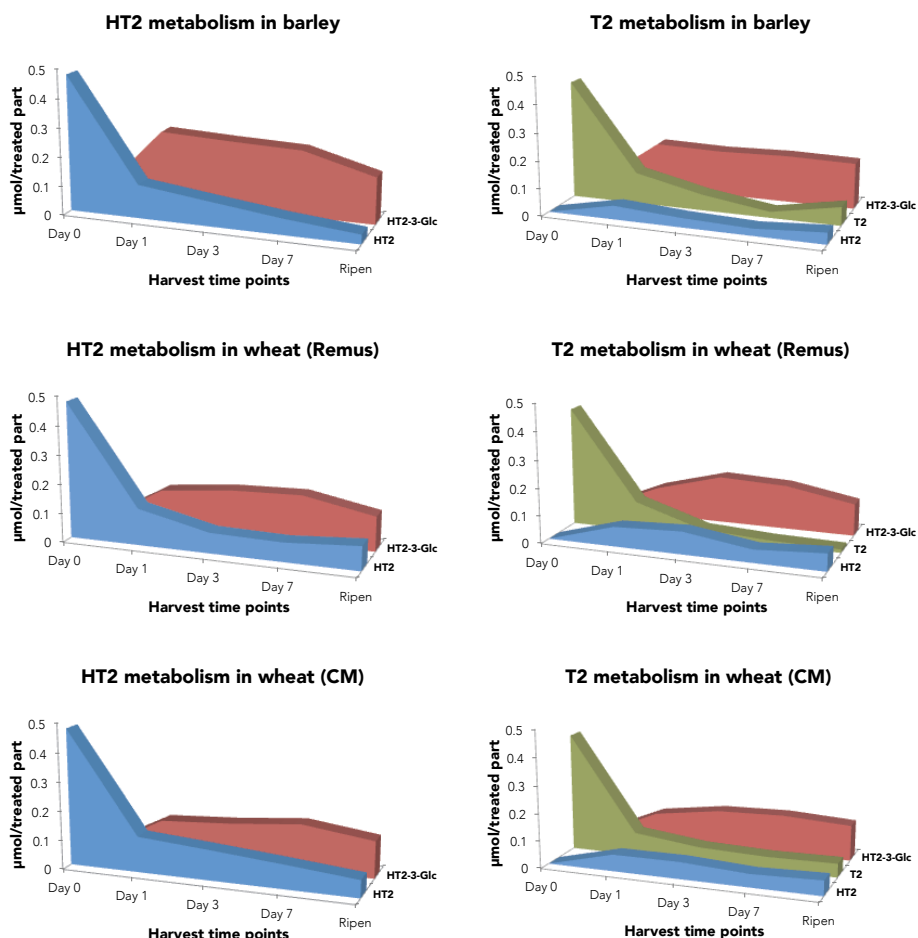 HT2 metabolism in barley
µmol/treated part
0.5
0.4
0.3
0.2
0.1
0
Day 0
Day 1
Day 3
Day 7
Ripen
HT2-3-Glc
HT2
Harvest time points
T2 metabolism in barley
µmol/treated part
0.5
0.4
0.3
0.2
0.1
0
Day 0
Day 1
Day 3
Day 7
Ripen
HT2-3-Glc
T2
HT2
Harvest time points
HT2 metabolism in wheat (Remus)
µmol/treated part
0.5
0.4
0.3
0.2
0.1
0
Day 0
Day 1
Day 3
Day 7
Ripen
HT2-3-Glc
HT2
Harvest time points
T2 metabolism in wheat (Remus)
µmol/treated part
0.5
0.4
0.3
0.2
0.1
0
Day 0
Day 1
Day 3
Day 7
Ripen
HT2-3-Glc
T2
HT2
Harvest time points
HT2 metabolism in wheat (CM)
µmol/treated part
0.5
0.4
0.3
0.2
0.1
0
Day 0
Day 1
Day 3
Day 7
Ripen
HT2-3-Glc
HT2
Harvest time points
T2 metabolism in wheat (CM)
µmol/treated part
0.5
0.4
0.3
0.2
0.1
0
Day 0
Day 1
Day 3
Day 7
Ripen
HT2-3-Glc
T2
HT2
Harvest time points